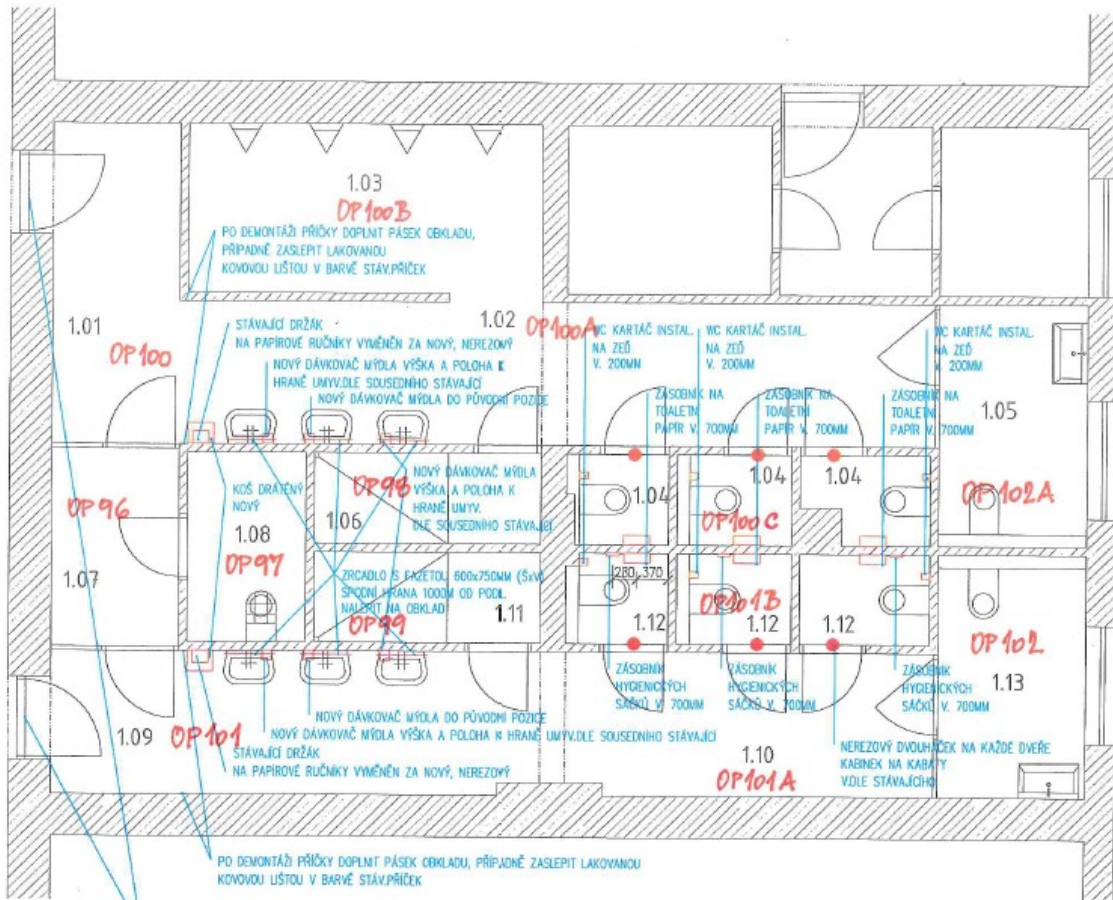 1.03
OP100B
PO DEMONTÁŽI PŘÍČKY DOPLNIT PÁSEK OBKLADU,
PŘÍPADNĚ ZASLEPIT LAKOVANOU
KOVOVOU LIŠTOU V BARVĚ STÁV.PŘÍČEK
1.01
OP100
1.02
OP100A
STÁVAJÍCÍ DRŽÁK
NA PAPÍROVÉ RUČNÍKY VYMĚNĚN ZA NOVÝ, NEREZOVÝ
NOVÝ DÁVKOVAČ MÝDLA VÝŠKA A POLOHA K
HRANĚ UMYV.DLE SOUSEDNÍHO STÁVAJÍCÍ
NOVÝ DÁVKOVAČ MÝDLA DO PŮVODNÍ POZICE
WC KARTÁČ INSTAL.
NA ZEĎ
V. 200MM
WC KARTÁČ INSTAL.
NA ZEĎ
V. 200MM
WC KARTÁČ INSTAL.
NA ZEĎ
V. 200MM
ZÁSOBNÍK NA
TOALETNÍ
PAPÍR V. 700MM
ZÁSOBNÍK NA
TOALETNÍ
PAPÍR V. 700MM
ZÁSOBNÍK NA
TOALETNÍ
PAPÍR V. 700MM
1.05
OP102A
OP96
1.07
KOŠ DRÁTĚNÝ
NOVÝ
1.08
OP97
OP98
1.06
NOVÝ DÁVKOVAČ MÝDLA
VÝŠKA A POLOHA K
HRANĚ UMYV.
DLE SOUSEDNÍHO STÁVAJÍCÍ
1.04
1.04
1.04
OP100C
ZRCADLO S FAZETOU 600x750MM (ŠxV)
SPODNÍ HRANA 1000M OD PODL.
NALEPIT NA OBKLAD
OP99
1.11
280 370
OP101B
1.12
1.12
1.12
OP102
1.13
ZÁSOBNÍK
HYGIENICKÝCH
SÁČKŮ V. 700MM
ZÁSOBNÍK
HYGIENICKÝCH
SÁČKŮ V. 700MM
ZÁSOBNÍK
HYGIENICKÝCH
SÁČKŮ V. 700MM
1.09
OP101
NOVÝ DÁVKOVAČ MÝDLA DO PŮVODNÍ POZICE
NOVÝ DÁVKOVAČ MÝDLA VÝŠKA A POLOHA K HRANĚ UMYV.DLE SOUSEDNÍHO STÁVAJÍCÍ
STÁVAJÍCÍ DRŽÁK
NA PAPÍROVÉ RUČNÍKY VYMĚNĚN ZA NOVÝ, NEREZOVÝ
1.10
OP101A
NEREZOVÝ DVOUHÁČEK NA KAŽDÉ DVEŘE
KABINEK NA KABÁTY
V.DLE STÁVAJÍCÍHO
PO DEMONTÁŽI PŘÍČKY DOPLNIT PÁSEK OBKLADU, PŘÍPADNĚ ZASLEPIT LAKOVANOU
KOVOVOU LIŠTOU V BARVĚ STÁV.PŘÍČEK